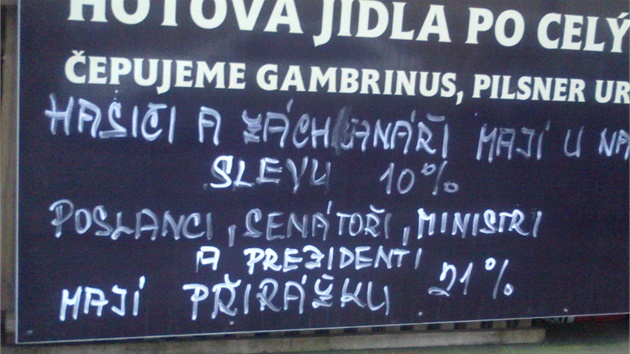 HOTOVÁ JÍDLA PO CELÝ
ČEPUJEME GAMBRINUS, PILSNER UR
HASIČI A ZÁCHRANÁŘI MAJÍ U NA
SLEVU 10%
POSLANCI, SENÁTOŘI, MINISTRI
A PREZIDENTI
MAJÍ PŘIRÁŽKU 21%